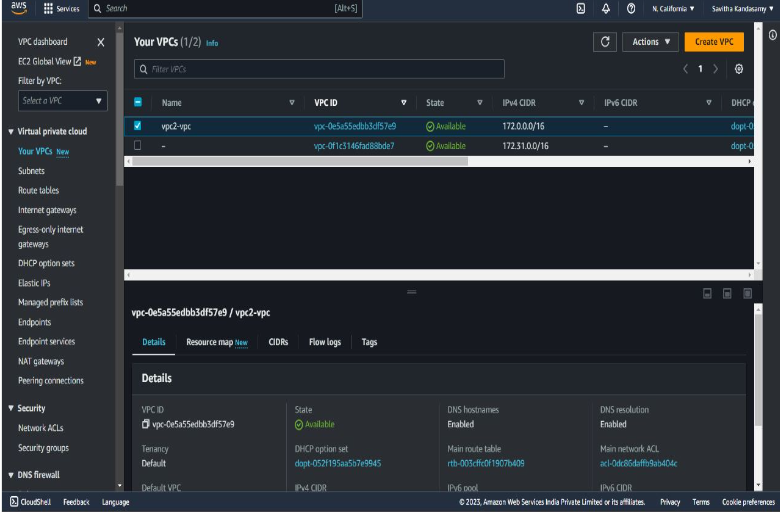 aws Services Search [Alt+S] N. California ▼ Savitha Kandasamy ▼
VPC dashboard X
EC2 Global View New
Filter by VPC:
Select a VPC ▼
▼ Virtual private cloud
Your VPCs New
Subnets
Route tables
Internet gateways
Egress-only internet
gateways
DHCP option sets
Elastic IPs
Managed prefix lists
Endpoints
Endpoint services
NAT gateways
Peering connections
▼ Security
Network ACLs
Security groups
▼ DNS firewall
Your VPCs (1/2) Info Actions ▼ Create VPC
Filter VPCs < 1 >
Name VPC ID State IPv4 CIDR IPv6 CIDR DHCP
vpc2-vpc vpc-0e5a55edbb3df57e9 Available 172.0.0.0/16 – dopt-0
– vpc-0f1c3146fad88bde7 Available 172.31.0.0/16 – dopt-0
vpc-0e5a55edbb3df57e9 / vpc2-vpc
Details Resource map New CIDRs Flow logs Tags
Details
VPC ID State DNS hostnames DNS resolution
vpc-0e5a55edbb3df57e9 Available Enabled Enabled
Tenancy DHCP option set Main route table Main network ACL
Default dopt-052f195aa5b7e9945 rtb-003cffc0f1907b409 acl-0dc86daffb9ab404c
Default VPC IPv4 CIDR IPv6 pool IPv6 CIDR
CloudShell Feedback Language © 2023, Amazon Web Services India Private Limited or its affiliates. Privacy Terms Cookie preferences